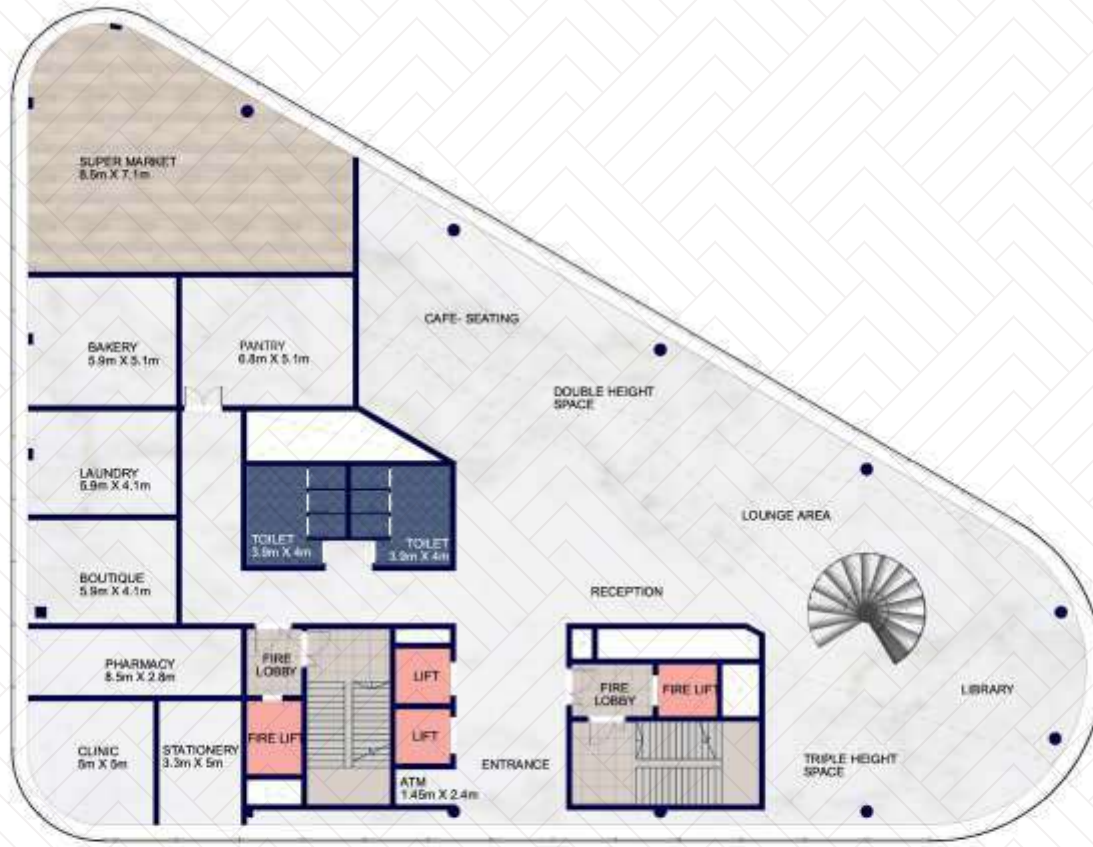 SUPER MARKET
8.5m X 7.1m
CAFE- SEATING
BAKERY
5.9m X 5.1m
PANTRY
6.8m X 5.1m
DOUBLE HEIGHT
SPACE
LAUNDRY
5.9m X 4.1m
LOUNGE AREA
TOILET
3.9m X 4m
TOILET
3.9m X 4m
BOUTIQUE
5.9m X 4.1m
RECEPTION
PHARMACY
8.5m X 2.8m
FIRE
LOBBY
LIFT
FIRE
LOBBY
FIRE LIFT
LIBRARY
CLINIC
5m X 5m
STATIONERY
3.3m X 5m
FIRE LIFT
LIFT
ENTRANCE
TRIPLE HEIGHT
SPACE
ATM
1.45m X 2.4m